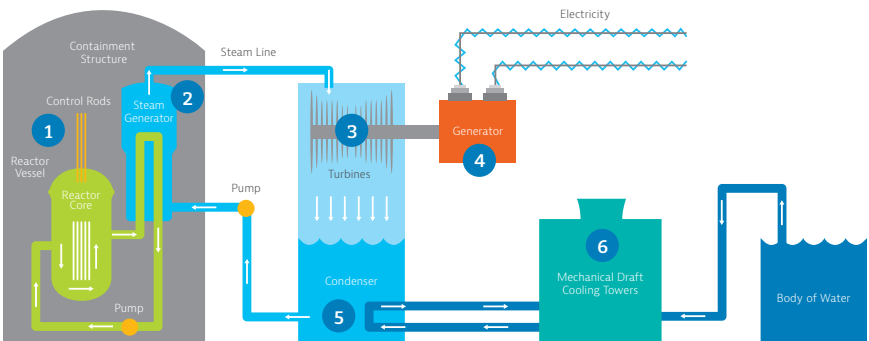 Electricity
Containment
Structure
Steam Line
2
Control Rods
Steam
Generator
1
3
Generator
4
Reactor
Vessel
Turbines
Reactor
Core
Pump
6
Condenser
Mechanical Draft
Cooling Towers
Body of Water
Pump
5